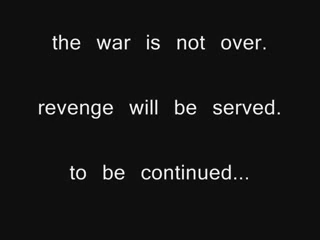 the war is not over.
revenge will be served.
to be continued...